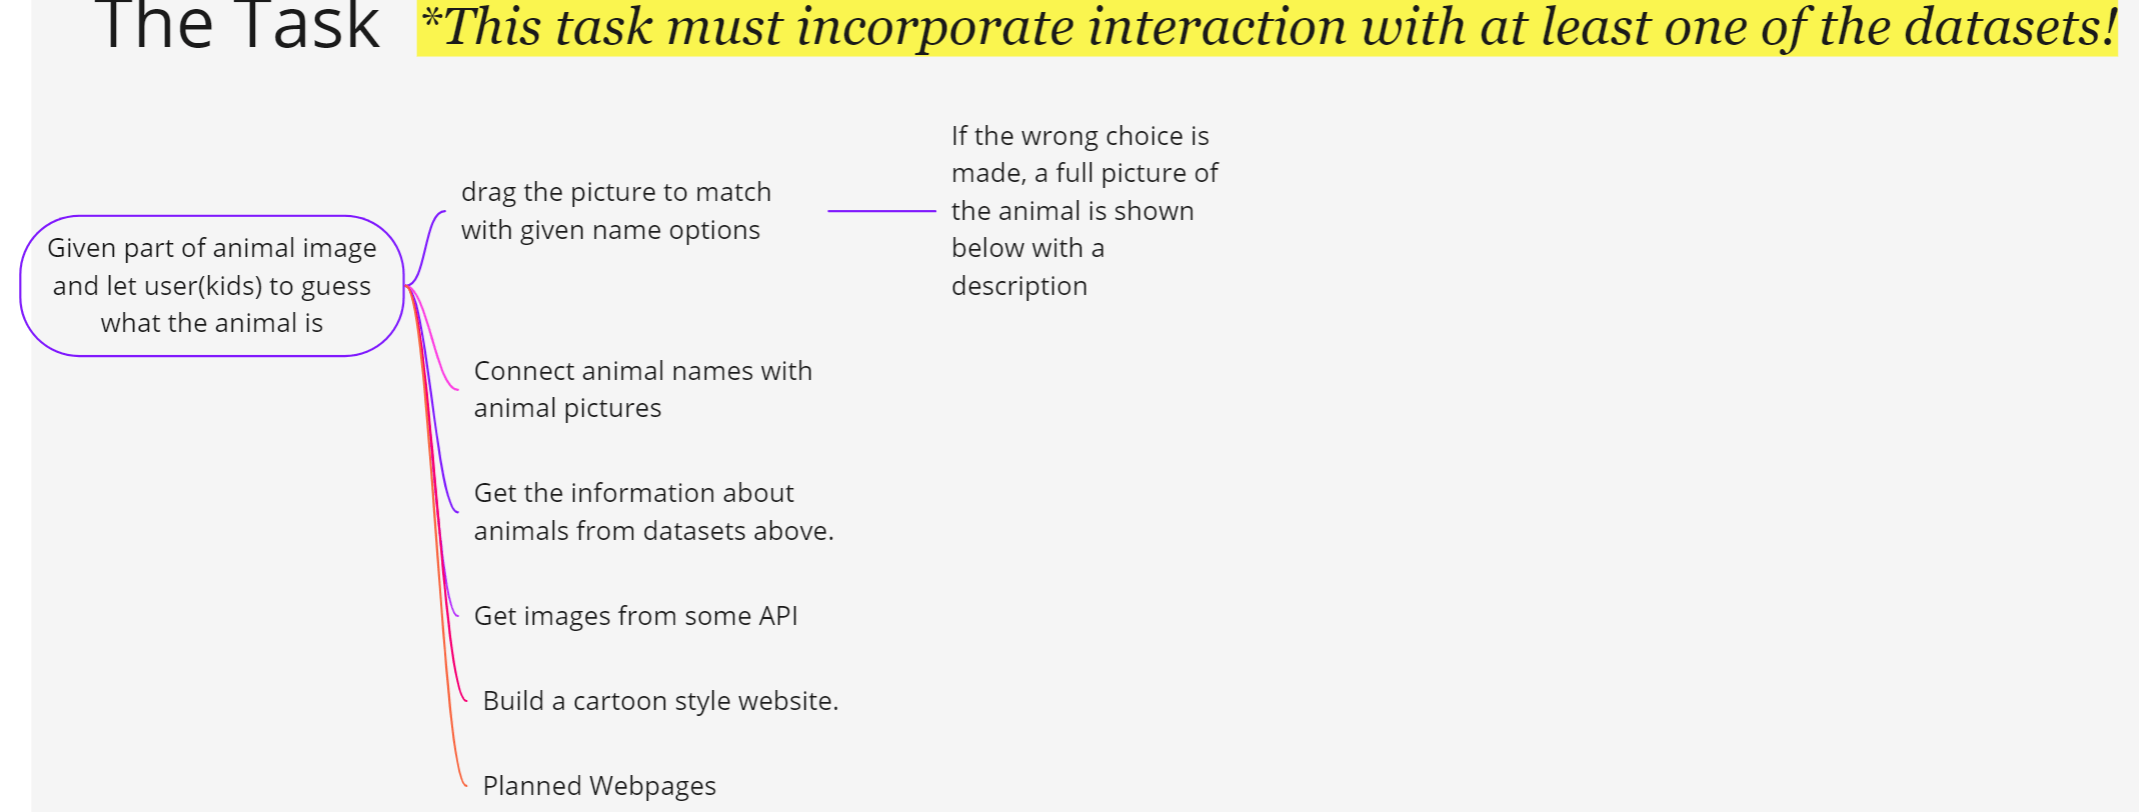 The Task *This task must incorporate interaction with at least one of the datasets!
Given part of animal image
and let user(kids) to guess
what the animal is
drag the picture to match
with given name options
If the wrong choice is
made, a full picture of
the animal is shown
below with a
description
Connect animal names with
animal pictures
Get the information about
animals from datasets above.
Get images from some API
Build a cartoon style website.
Planned Webpages